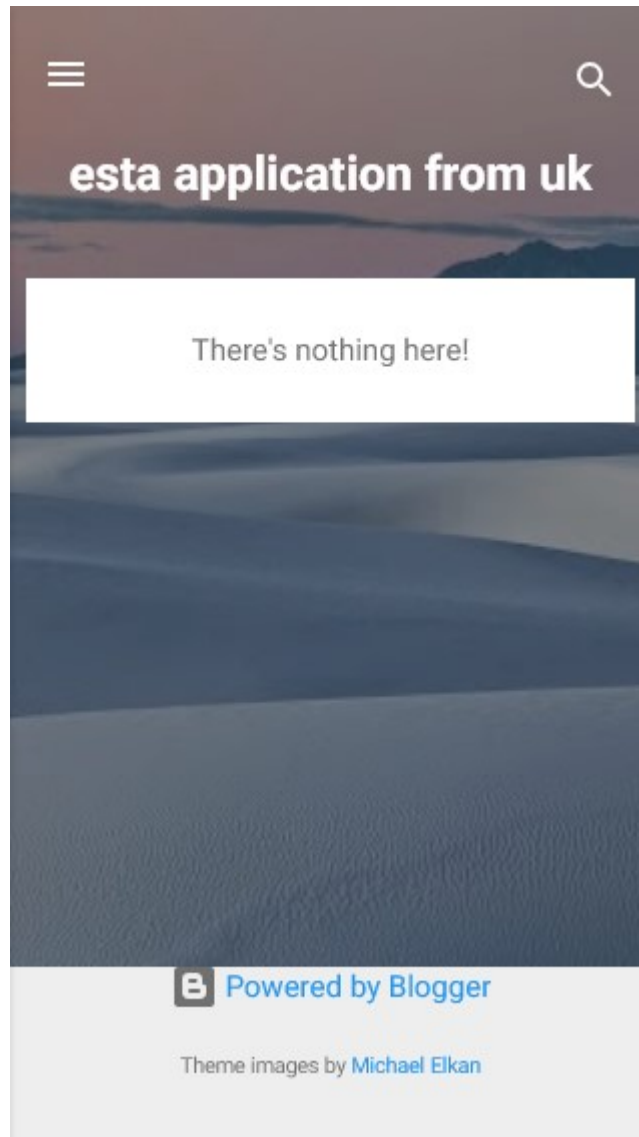 esta application from uk
There's nothing here!
Powered by Blogger
Theme images by Michael Elkan